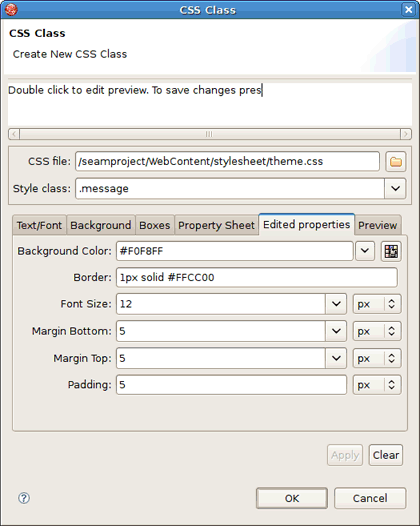 CSS Class
CSS Class
Create New CSS Class
Double click to edit preview. To save changes pres
CSS file: /seamproject/WebContent/stylesheet/theme.css
Style class: .message
Text/Font Background Boxes Property Sheet Edited properties Preview
Background Color: #F0F8FF
Border: 1px solid #FFCC00
Font Size: 12 px
Margin Bottom: 5 px
Margin Top: 5 px
Padding: 5 px
Apply Clear
? OK Cancel